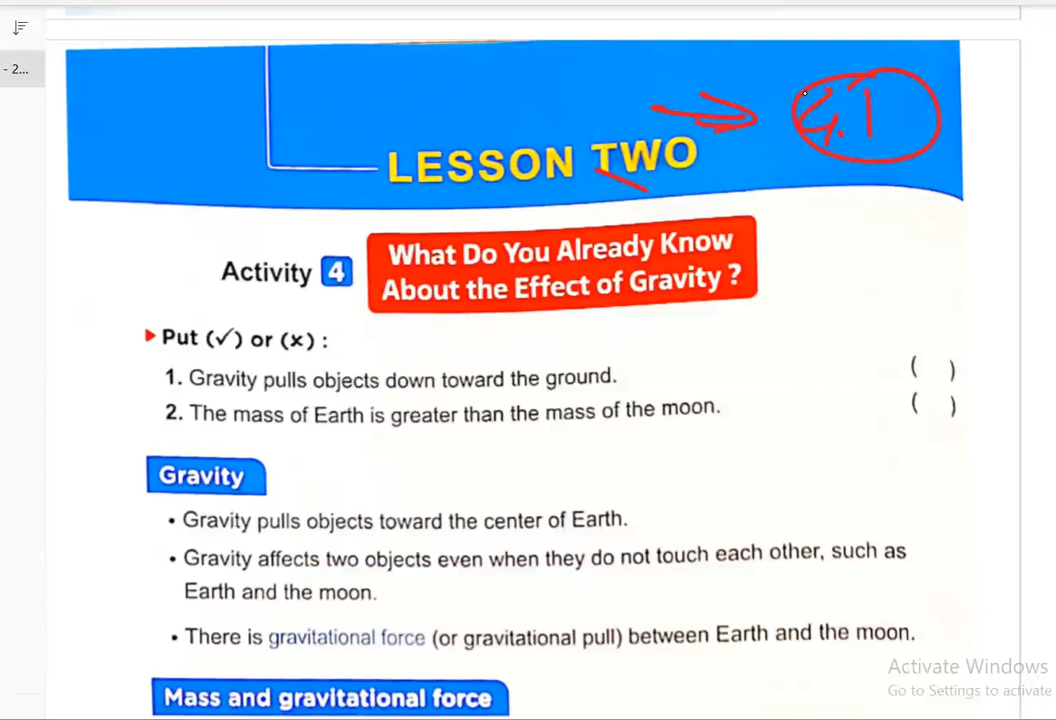 - 2...
4.1
LESSON TWO
Activity 4
What Do You Already Know
About the Effect of Gravity ?
Put (✓) or (×) :
1. Gravity pulls objects down toward the ground. ( )
2. The mass of Earth is greater than the mass of the moon. ( )
Gravity
• Gravity pulls objects toward the center of Earth.
• Gravity affects two objects even when they do not touch each other, such as
Earth and the moon.
• There is gravitational force (or gravitational pull) between Earth and the moon.
Mass and gravitational force
Activate Windows
Go to Settings to activate